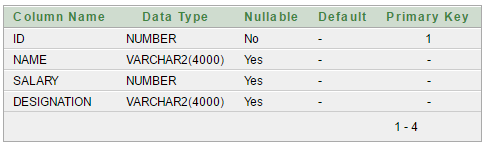 Column Name Data Type Nullable Default Primary Key
ID NUMBER No - 1
NAME VARCHAR2(4000) Yes - -
SALARY NUMBER Yes - -
DESIGNATION VARCHAR2(4000) Yes - -
1 - 4